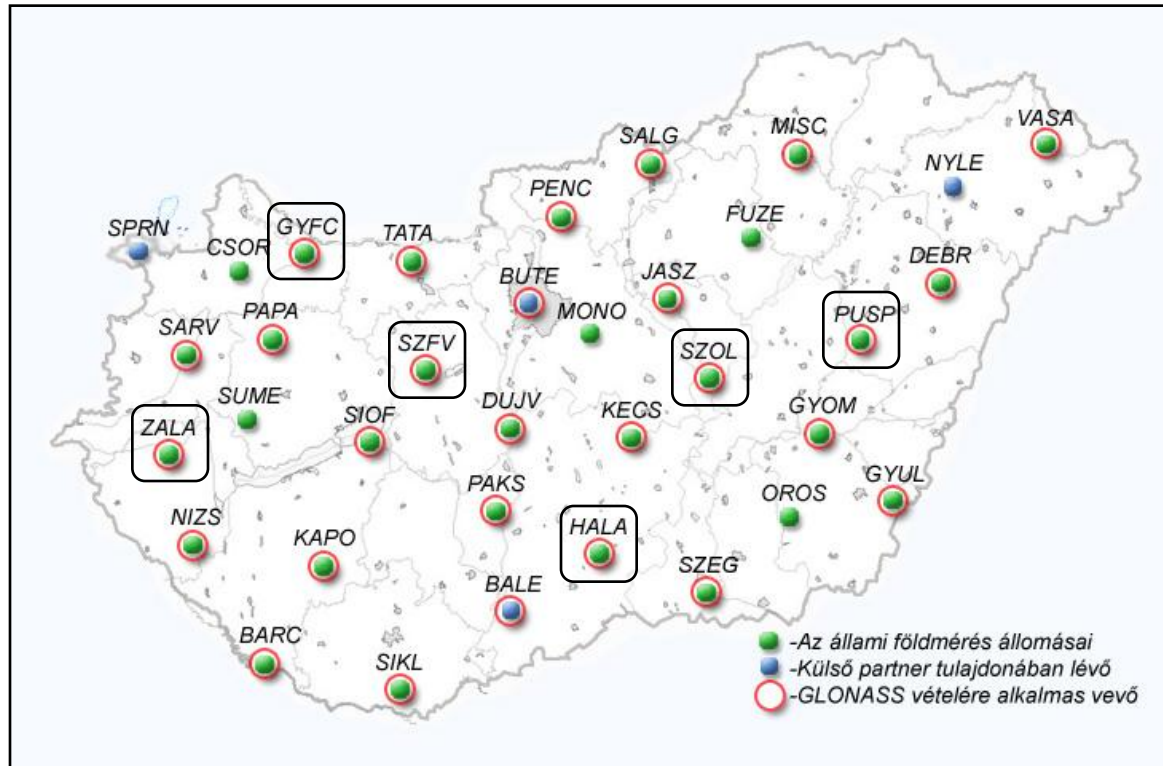 VASA
MISC
SALG
NYLE
PENC
FUZE
SPRN
GYFC
TATA
CSOR
DEBR
JASZ
BUTE
PUSP
MONO
PAPA
SARV
SZFV
SZOL
SUME
SIOF
DUJV
KECS
GYOM
ZALA
GYUL
PAKS
OROS
NIZS
KAPO
HALA
SZEG
BALE
BARC
SIKL
-Az állami földmérés állomásai
-Külső partner tulajdonában lévő
-GLONASS vételére alkalmas vevő